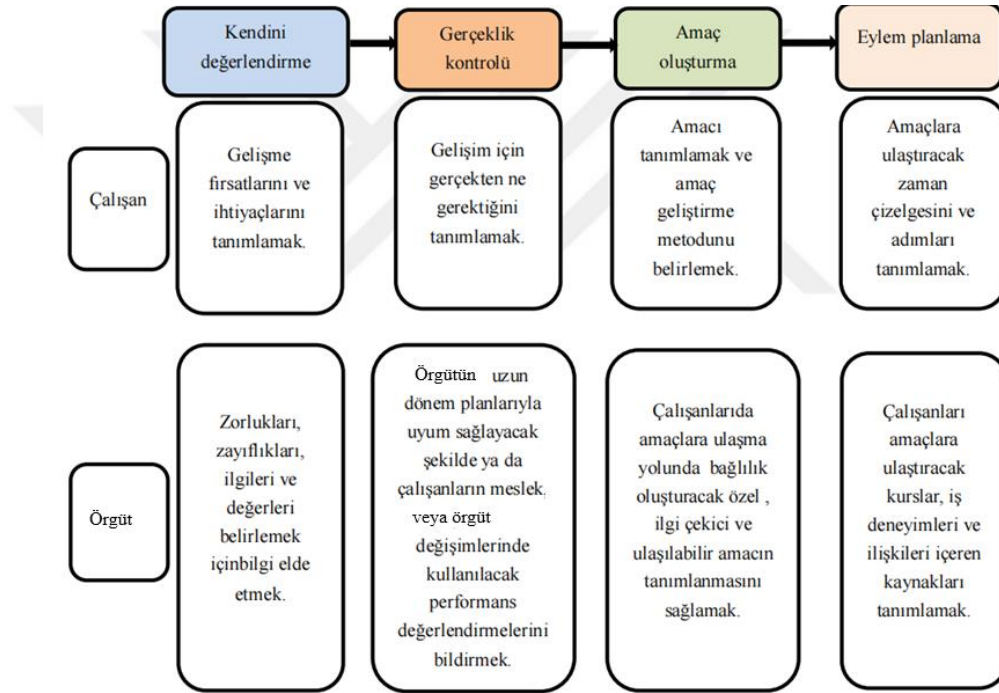 Kendini
değerlendirme
Gerçeklik
kontrolü
Amaç
oluşturma
Eylem planlama
Çalışan
Gelişme
fırsatlarını ve
ihtiyaçlarını
tanımlamak.
Gelişim için
gerçekten ne
gerektiğini
tanımlamak.
Amacı
tanımlamak ve
amaç
geliştirme
metodunu
belirlemek.
Amaçlara
ulaştıracak
zaman
çizelgesini ve
adımları
tanımlamak.
Örgüt
Zorlukları,
zayıflıkları,
ilgileri ve
değerleri
belirlemek
içinbilgi elde
etmek.
Örgütün uzun
dönem planlarıyla
uyum sağlayacak
şekilde ya da
çalışanların meslek,
veya örgüt
değişimlerinde
kullanılacak
performans
değerlendirmelerini
bildirmek.
Çalışanlarıda
amaçlara ulaşma
yolunda bağlılık
oluşturacak özel ,
ilgi çekici ve
ulaşılabilir amacın
tanımlanmasını
sağlamak.
Çalışanları
amaçlara
ulaştıracak
kurslar, iş
deneyimleri ve
ilişkileri içeren
kaynakları
tanımlamak.